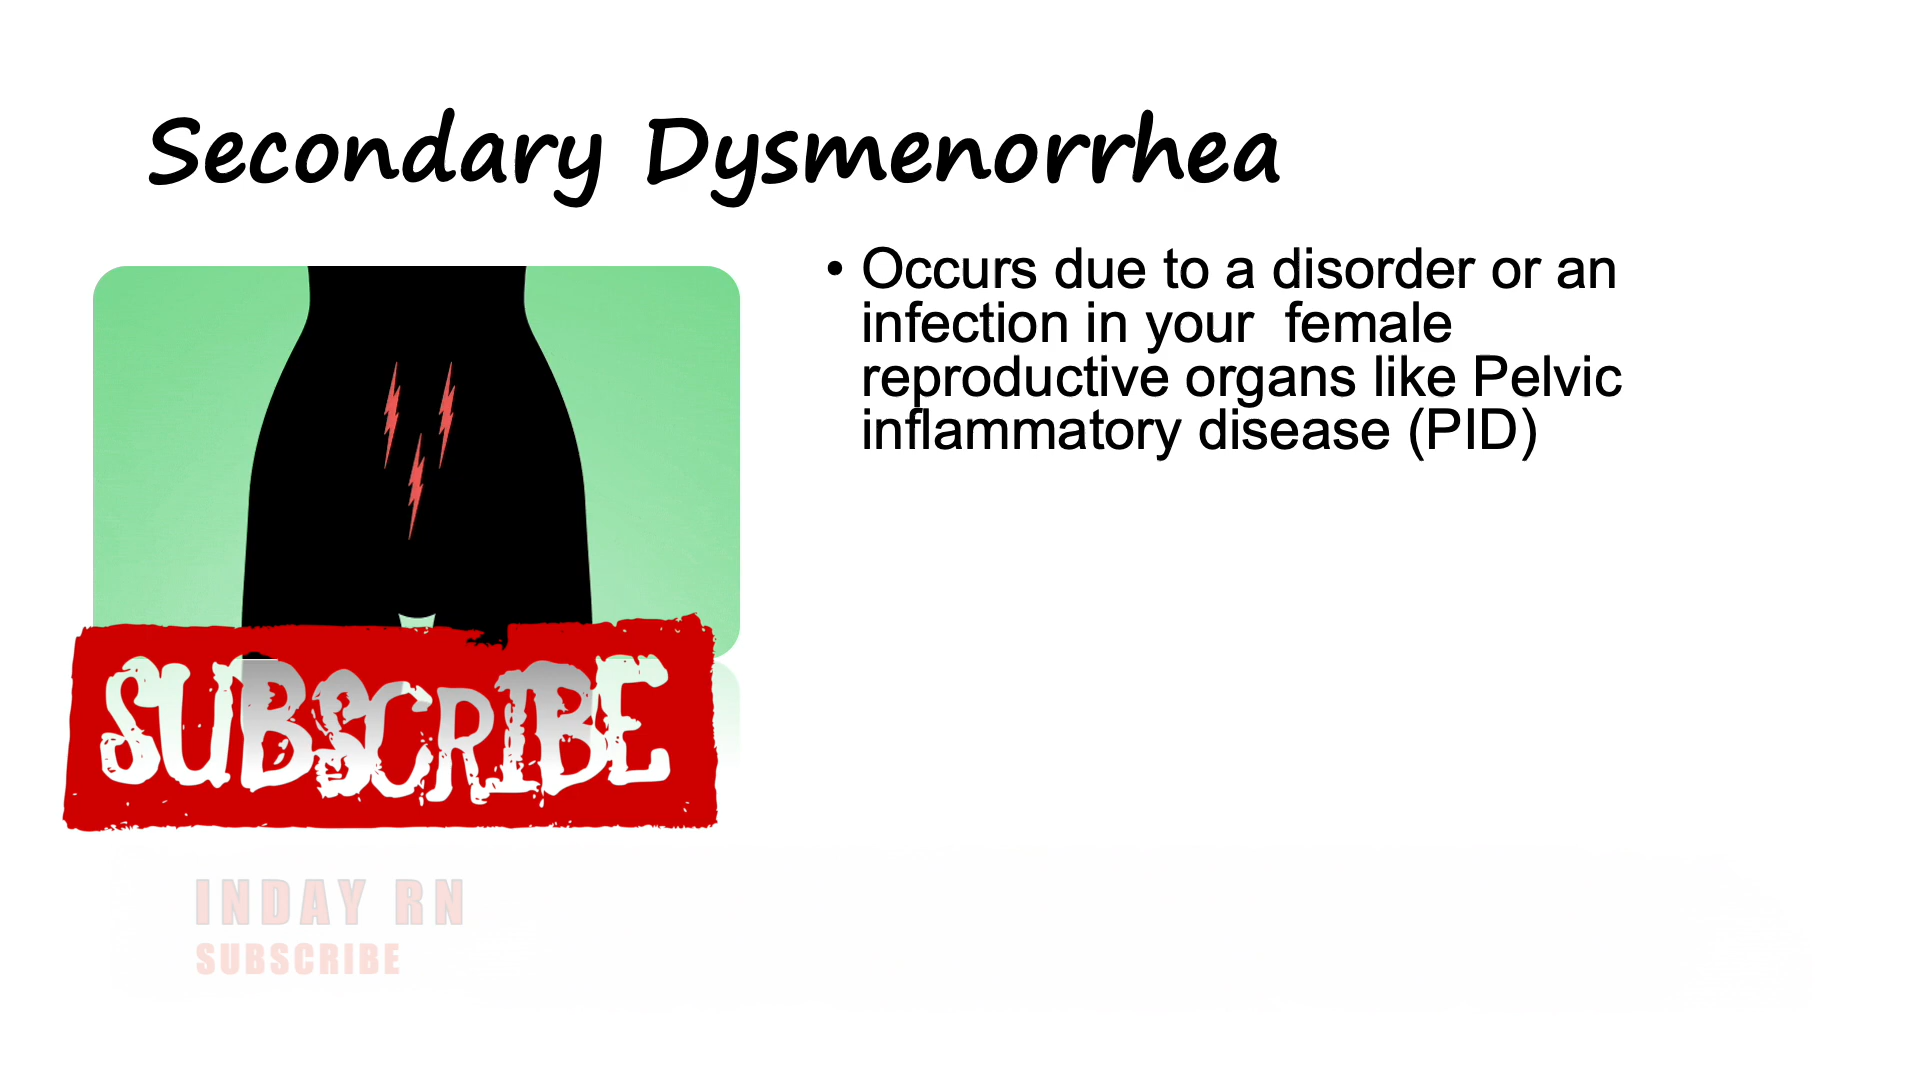 Secondary Dysmenorrhea
• Occurs due to a disorder or an
infection in your  female
reproductive organs like Pelvic
inflammatory disease (PID)
SUBSCRIBE
INDAY RN
SUBSCRIBE